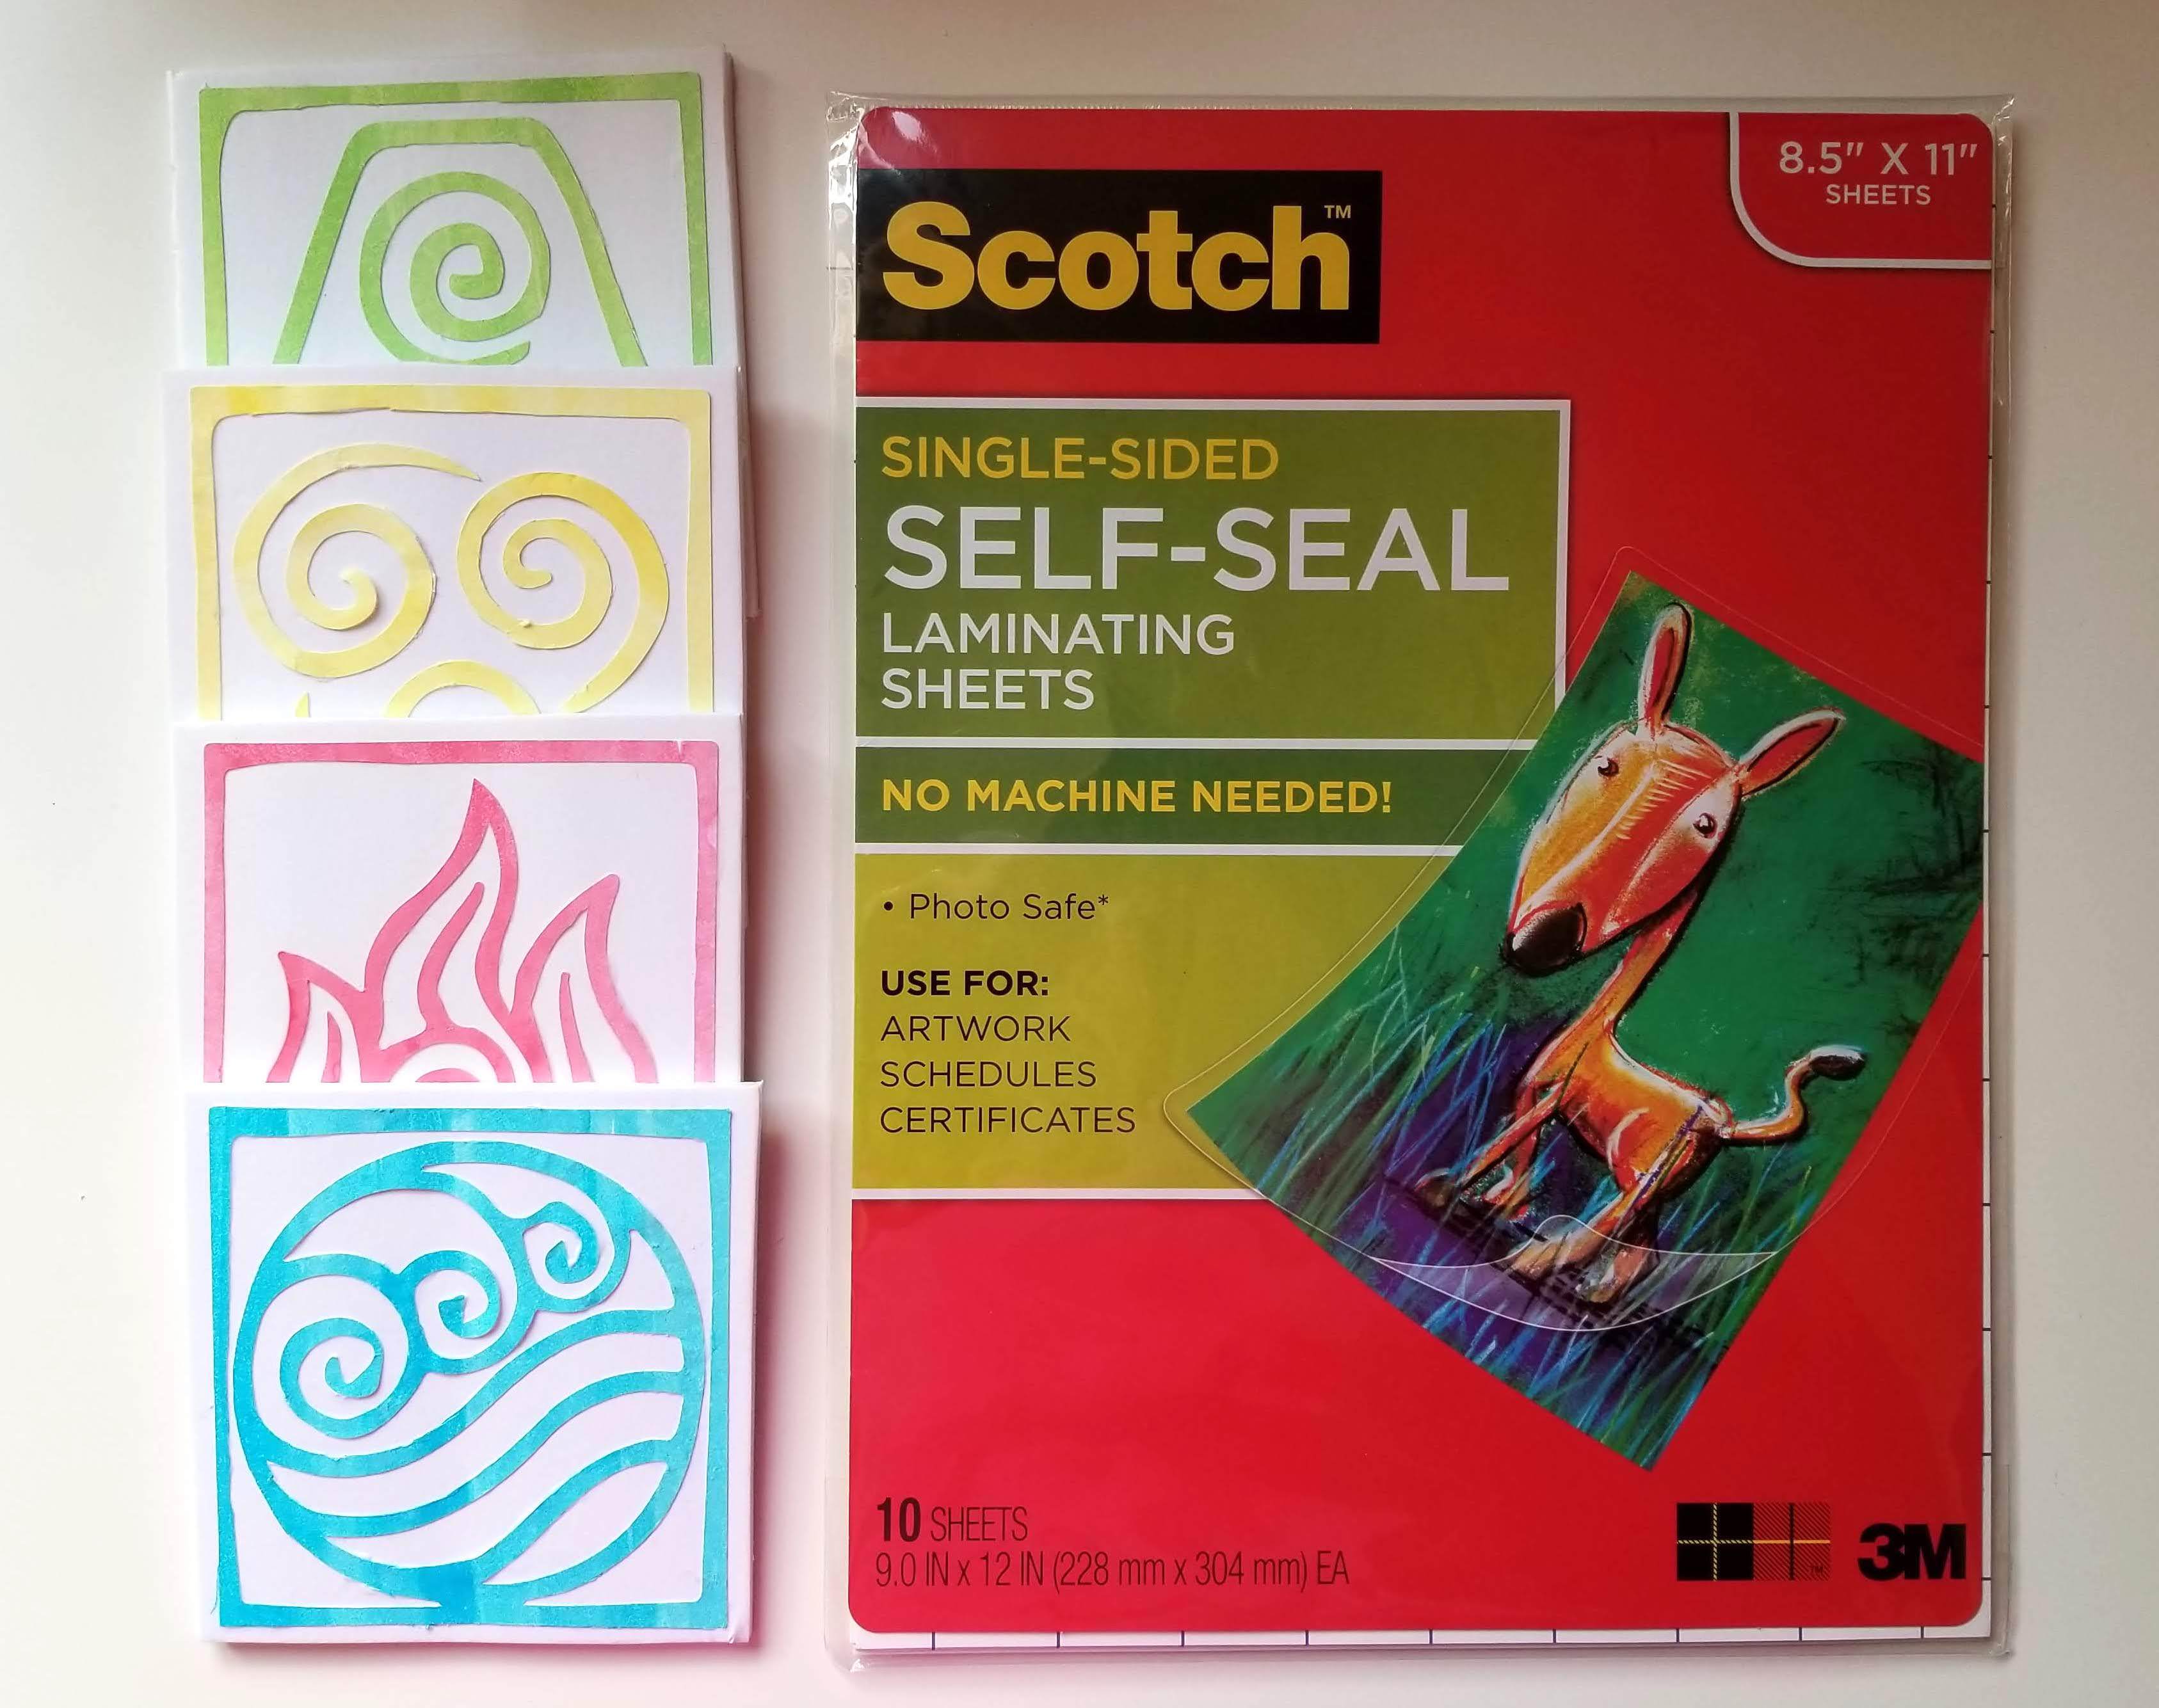 Scotch™
8.5" X 11"
SHEETS
SINGLE-SIDED
SELF-SEAL
LAMINATING
SHEETS
NO MACHINE NEEDED!
• Photo Safe*
USE FOR:
ARTWORK
SCHEDULES
CERTIFICATES
10 SHEETS
9.0 IN x 12 IN (228 mm x 304 mm) EA
™
3M